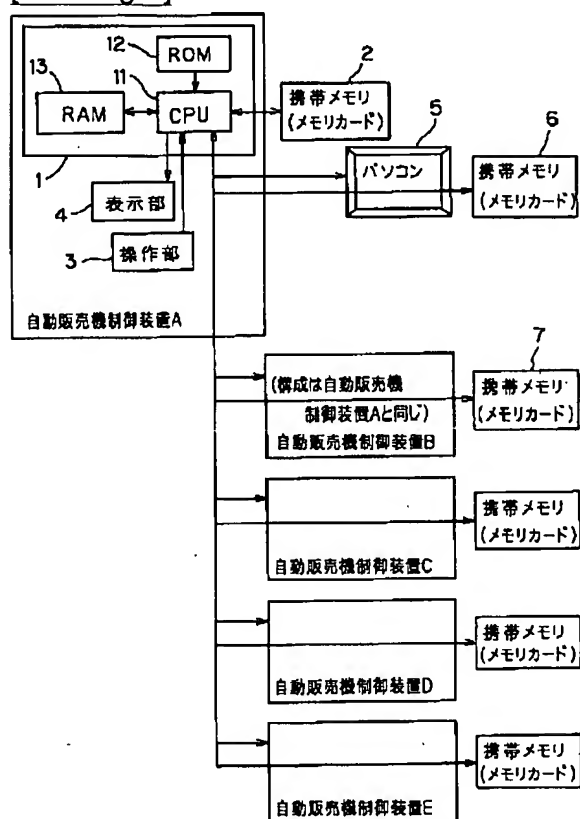 12
ROM
13
11
RAM
CPU
2
携帯メモリ
(メモリカード)
5
6
パソコン
携帯メモリ
(メモリカード)
1
4
表示部
3
操作部
自動販売機制御装置A
7
(構成は自動販売機
制御装置Aと同じ)
自動販売機制御装置B
携帯メモリ
(メモリカード)
自動販売機制御装置C
携帯メモリ
(メモリカード)
自動販売機制御装置D
携帯メモリ
(メモリカード)
自動販売機制御装置E
携帯メモリ
(メモリカード)